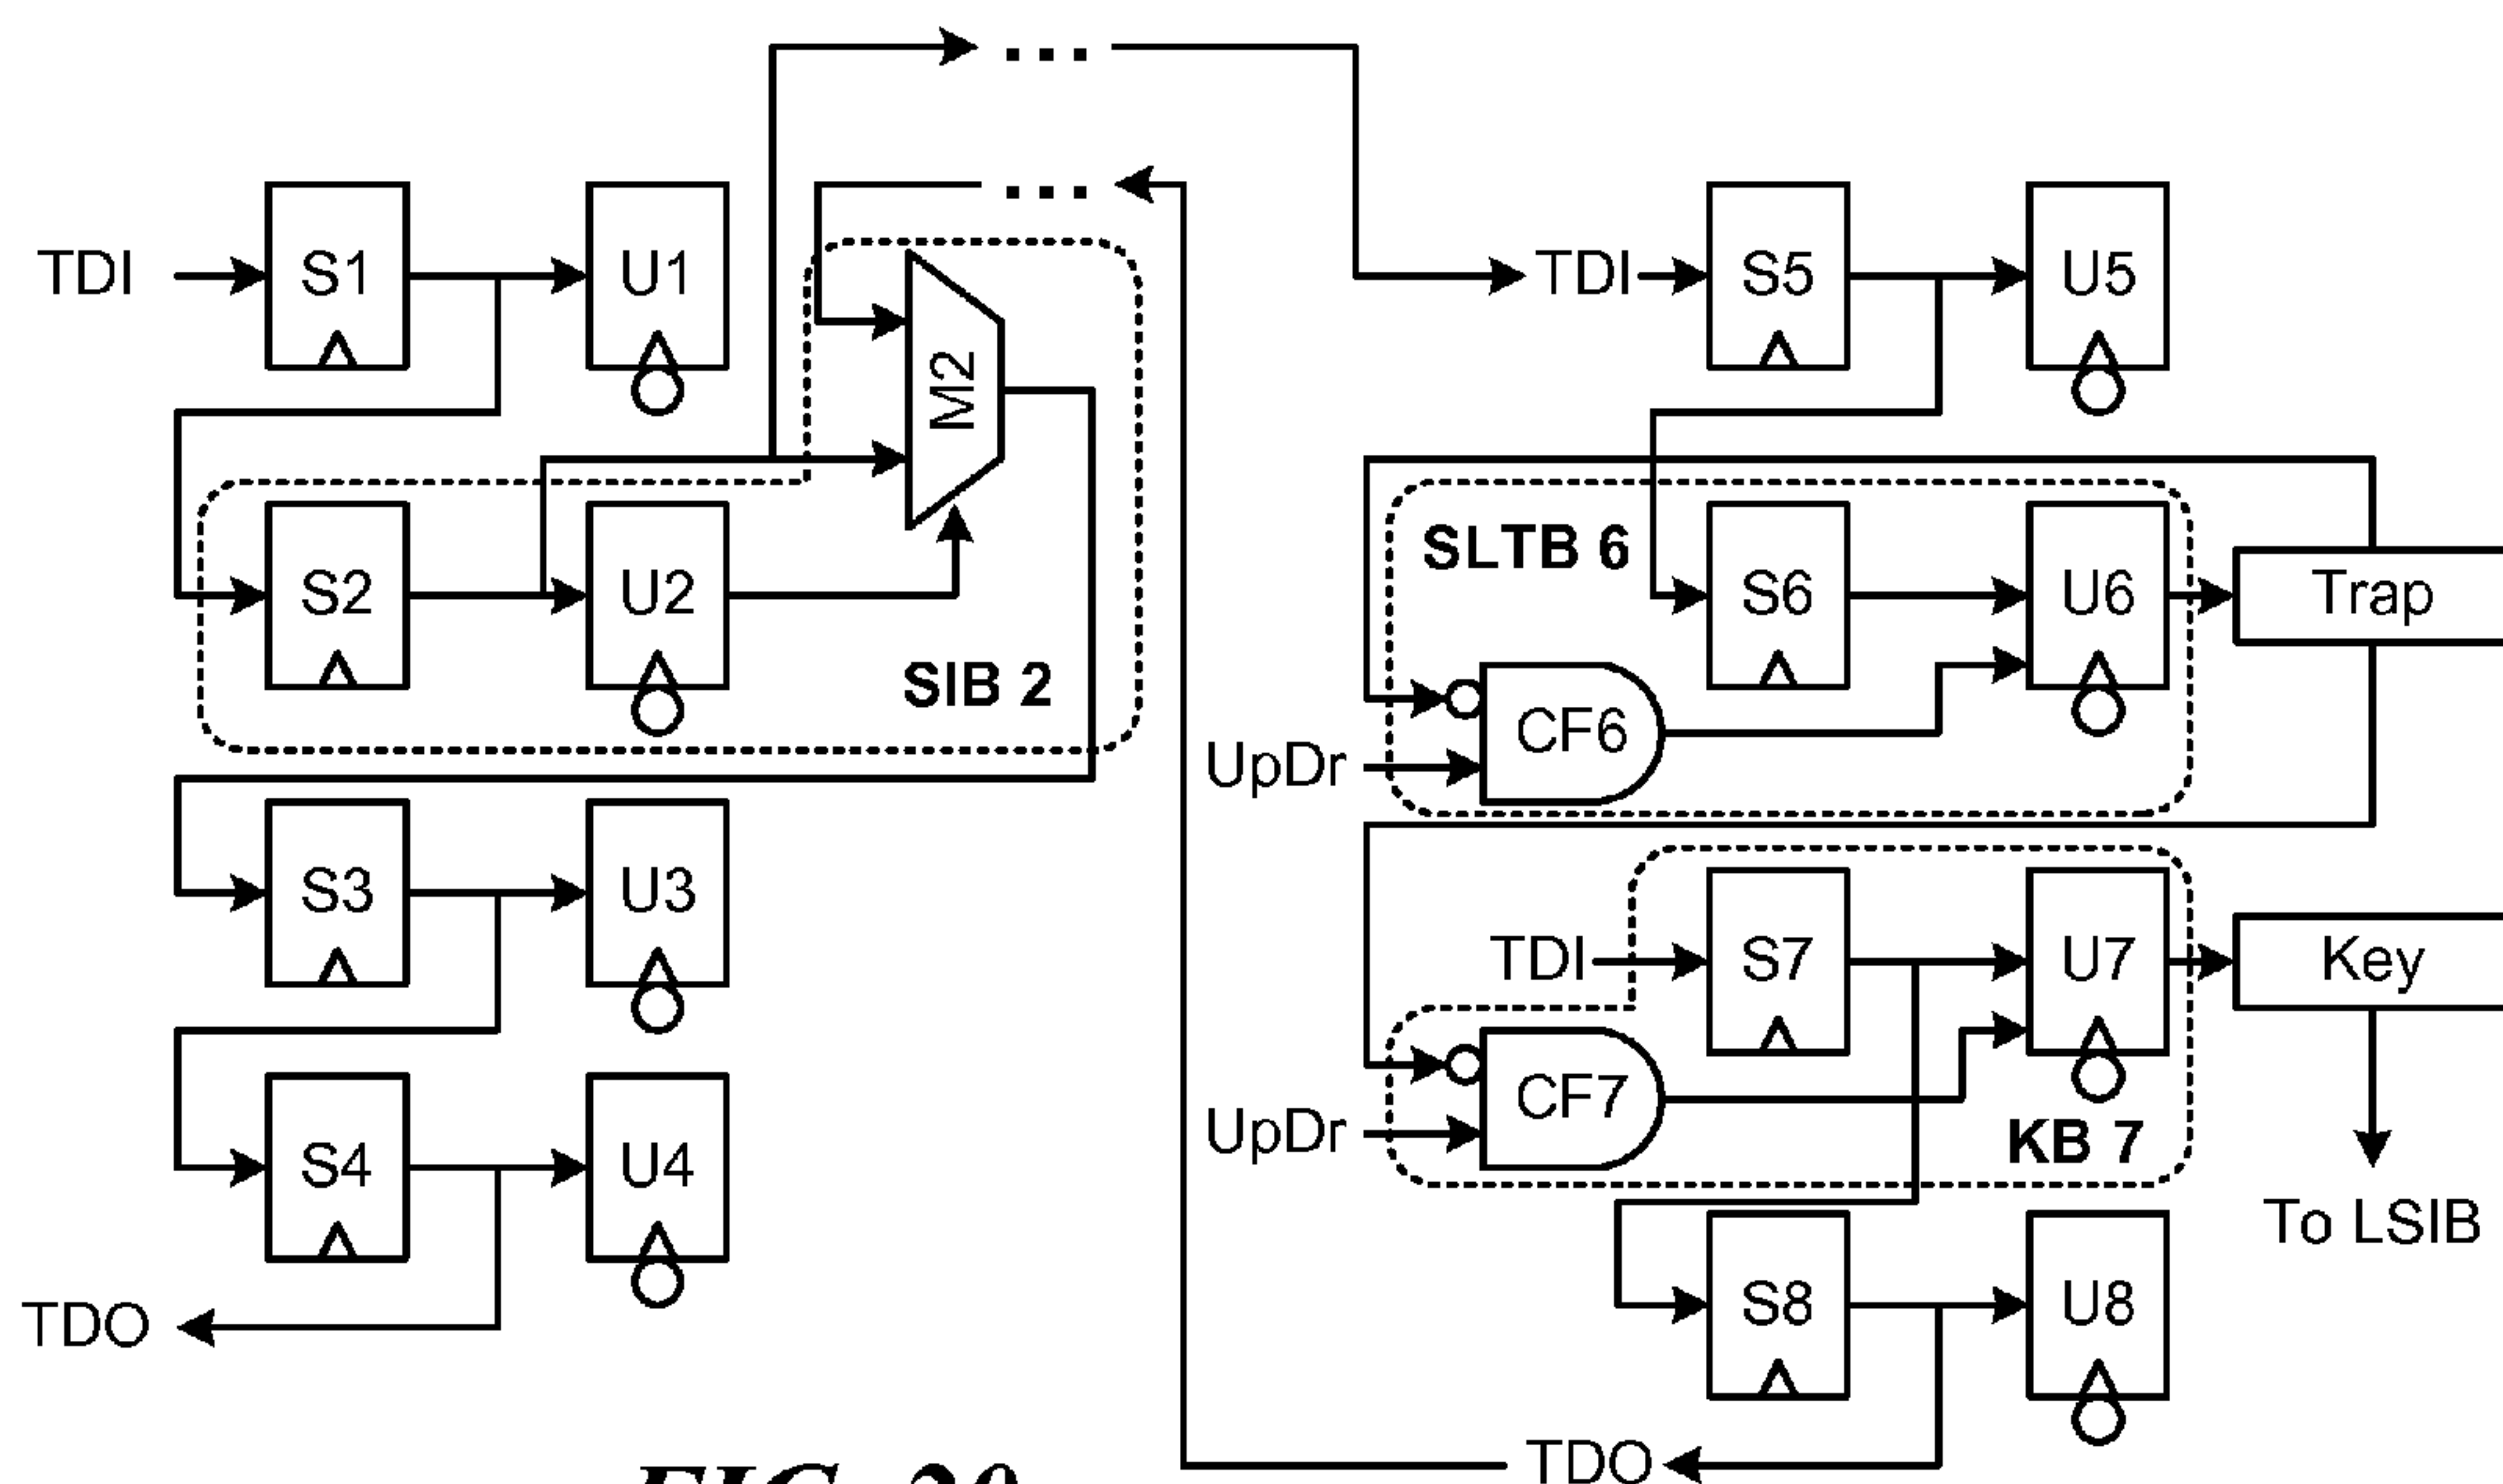 . . .
. . .
TDI
S1
U1
M2
S2
U2
SIB 2
S3
U3
S4
U4
TDO
TDI
S5
U5
SLTB 6
S6
U6
Trap
CF6
UpDr
TDI
S7
U7
Key
CF7
UpDr
KB 7
To LSIB
S8
U8
TDO